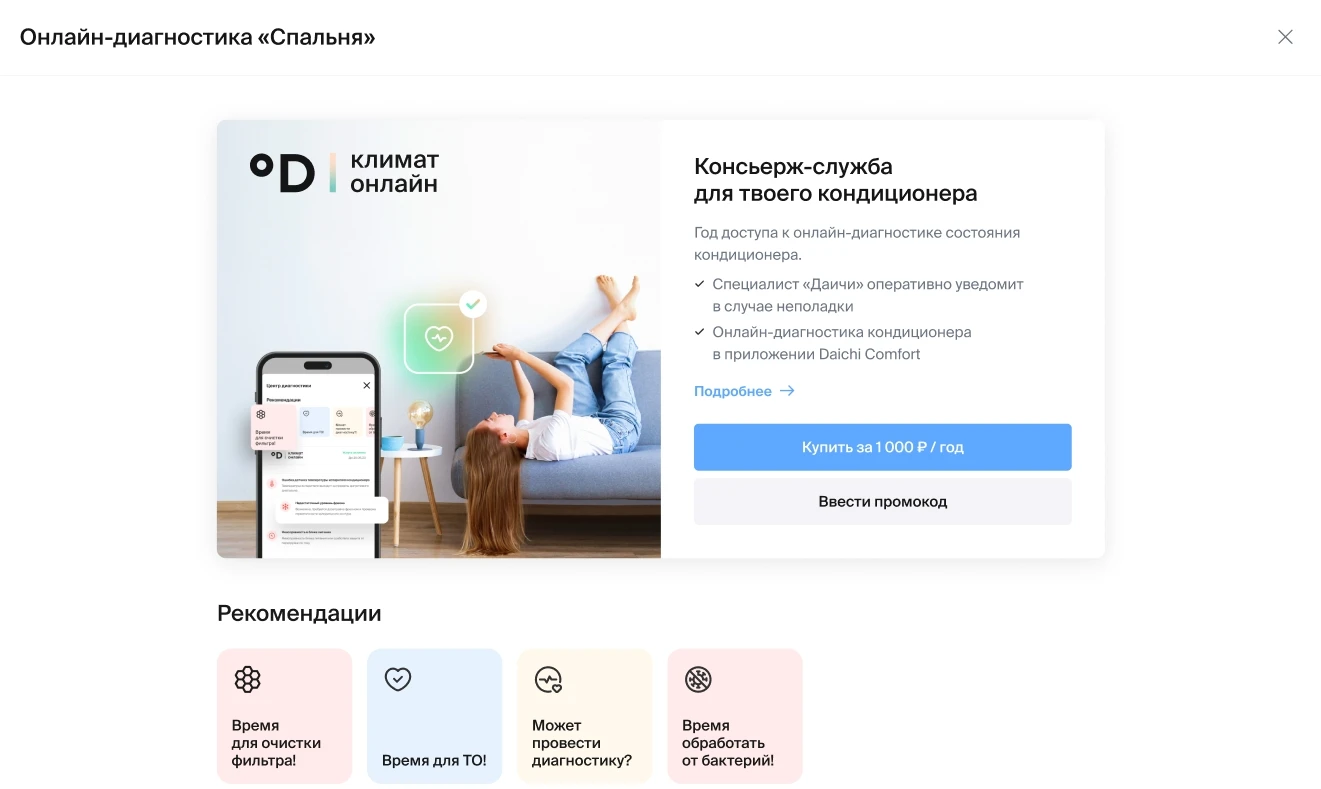 Онлайн-диагностика «Спальня»
°D
климат
онлайн
Центр диагностики
Рекомендации
Время
для очистки
фильтра!
Время для ТО!
Может
провести
диагностику?
°D
климат
онлайн
Консьерж-служба
для твоего кондиционера
Год доступа к онлайн-диагностике состояния
кондиционера.
Специалист «Даичи» оперативно уведомит
в случае неполадки
Онлайн-диагностика кондиционера
в приложении Daichi Comfort
Подробнее
Купить за 1 000 ₽ / год
Ввести промокод
Рекомендации
Время
для очистки
фильтра!
Время для ТО!
Может
провести
диагностику?
Время
обработать
от бактерий!